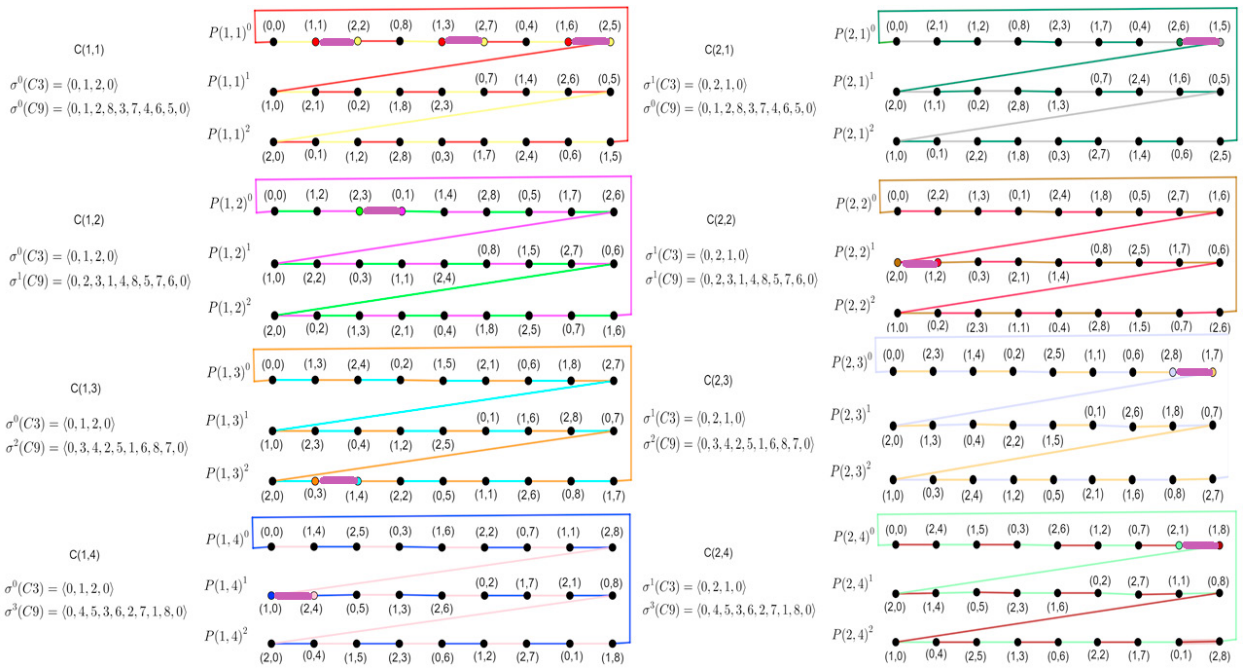 C(1,1)
σ⁰(C3) = ⟨0, 1, 2, 0⟩
σ⁰(C9) = ⟨0, 1, 2, 8, 3, 7, 4, 6, 5, 0⟩
P(1,1)⁰ (0,0) (1,1) (2,2) (0,8) (1,3) (2,7) (0,4) (1,6) (2,5)
P(1,1)¹ (0,7) (1,4) (2,6) (0,5)
(1,0) (2,1) (0,2) (1,8) (2,3)
P(1,1)²
(2,0) (0,1) (1,2) (2,8) (0,3) (1,7) (2,4) (0,6) (1,5)
C(2,1)
σ¹(C3) = ⟨0, 2, 1, 0⟩
σ⁰(C9) = ⟨0, 1, 2, 8, 3, 7, 4, 6, 5, 0⟩
P(2,1)⁰ (0,0) (2,1) (1,2) (0,8) (2,3) (1,7) (0,4) (2,6) (1,5)
P(2,1)¹ (0,7) (2,4) (1,6) (0,5)
(2,0) (1,1) (0,2) (2,8) (1,3)
P(2,1)²
(1,0) (0,1) (2,2) (1,8) (0,3) (2,7) (1,4) (0,6) (2,5)
C(1,2)
σ⁰(C3) = ⟨0, 1, 2, 0⟩
σ¹(C9) = ⟨0, 2, 3, 1, 4, 8, 5, 7, 6, 0⟩
P(1,2)⁰ (0,0) (1,2) (2,3) (0,1) (1,4) (2,8) (0,5) (1,7) (2,6)
P(1,2)¹ (0,8) (1,5) (2,7) (0,6)
(1,0) (2,2) (0,3) (1,1) (2,4)
P(1,2)²
(2,0) (0,2) (1,3) (2,1) (0,4) (1,8) (2,5) (0,7) (1,6)
C(2,2)
σ¹(C3) = ⟨0, 2, 1, 0⟩
σ¹(C9) = ⟨0, 2, 3, 1, 4, 8, 5, 7, 6, 0⟩
P(2,2)⁰ (0,0) (2,2) (1,3) (0,1) (2,4) (1,8) (0,5) (2,7) (1,6)
P(2,2)¹ (0,8) (2,5) (1,7) (0,6)
(2,0) (1,2) (0,3) (2,1) (1,4)
P(2,2)²
(1,0) (0,2) (2,3) (1,1) (0,4) (2,8) (1,5) (0,7) (2,6)
C(1,3)
σ⁰(C3) = ⟨0, 1, 2, 0⟩
σ²(C9) = ⟨0, 3, 4, 2, 5, 1, 6, 8, 7, 0⟩
P(1,3)⁰ (0,0) (1,3) (2,4) (0,2) (1,5) (2,1) (0,6) (1,8) (2,7)
P(1,3)¹ (0,1) (1,6) (2,8) (0,7)
(1,0) (2,3) (0,4) (1,2) (2,5)
P(1,3)²
(2,0) (0,3) (1,4) (2,2) (0,5) (1,1) (2,6) (0,8) (1,7)
C(2,3)
σ¹(C3) = ⟨0, 2, 1, 0⟩
σ²(C9) = ⟨0, 3, 4, 2, 5, 1, 6, 8, 7, 0⟩
P(2,3)⁰ (0,0) (2,3) (1,4) (0,2) (2,5) (1,1) (0,6) (2,8) (1,7)
P(2,3)¹ (0,1) (2,6) (1,8) (0,7)
(2,0) (1,3) (0,4) (2,2) (1,5)
P(2,3)²
(1,0) (0,3) (2,4) (1,2) (0,5) (2,1) (1,6) (0,8) (2,7)
C(1,4)
σ⁰(C3) = ⟨0, 1, 2, 0⟩
σ³(C9) = ⟨0, 4, 5, 3, 6, 2, 7, 1, 8, 0⟩
P(1,4)⁰ (0,0) (1,4) (2,5) (0,3) (1,6) (2,2) (0,7) (1,1) (2,8)
P(1,4)¹ (0,2) (1,7) (2,1) (0,8)
(1,0) (2,4) (0,5) (1,3) (2,6)
P(1,4)²
(2,0) (0,4) (1,5) (2,3) (0,6) (1,2) (2,7) (0,1) (1,8)
C(2,4)
σ¹(C3) = ⟨0, 2, 1, 0⟩
σ³(C9) = ⟨0, 4, 5, 3, 6, 2, 7, 1, 8, 0⟩
P(2,4)⁰ (0,0) (2,4) (1,5) (0,3) (2,6) (1,2) (0,7) (2,1) (1,8)
P(2,4)¹ (0,2) (2,7) (1,1) (0,8)
(2,0) (1,4) (0,5) (2,3) (1,6)
P(2,4)²
(1,0) (0,4) (2,5) (1,3) (0,6) (2,2) (1,7) (0,1) (2,8)